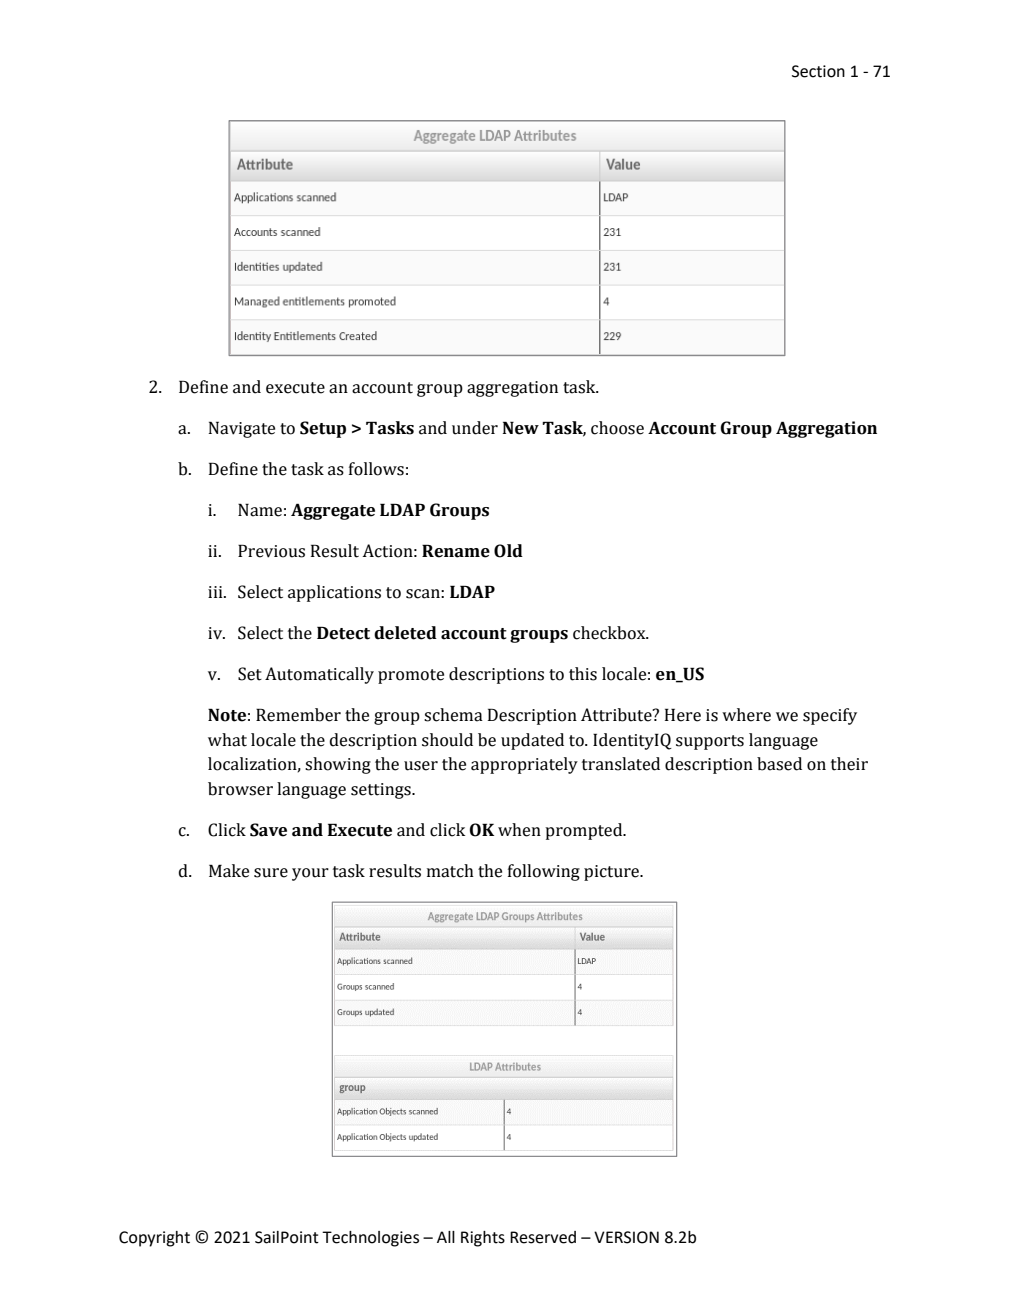 Section 1 - 71
Aggregate LDAP Attributes
Attribute Value
Applications scanned LDAP
Accounts scanned 231
Identities updated 231
Managed entitlements promoted 4
Identity Entitlements Created 229
2. Define and execute an account group aggregation task.
a. Navigate to Setup > Tasks and under New Task, choose Account Group Aggregation
b. Define the task as follows:
i. Name: Aggregate LDAP Groups
ii. Previous Result Action: Rename Old
iii. Select applications to scan: LDAP
iv. Select the Detect deleted account groups checkbox.
v. Set Automatically promote descriptions to this locale: en_US
Note: Remember the group schema Description Attribute? Here is where we specify
what locale the description should be updated to. IdentityIQ supports language
localization, showing the user the appropriately translated description based on their
browser language settings.
c. Click Save and Execute and click OK when prompted.
d. Make sure your task results match the following picture.
Aggregate LDAP Groups Attributes
Attribute Value
Applications scanned LDAP
Groups scanned 4
Groups updated 4
LDAP Attributes
group
Application Objects scanned 4
Application Objects updated 4
Copyright © 2021 SailPoint Technologies – All Rights Reserved – VERSION 8.2b